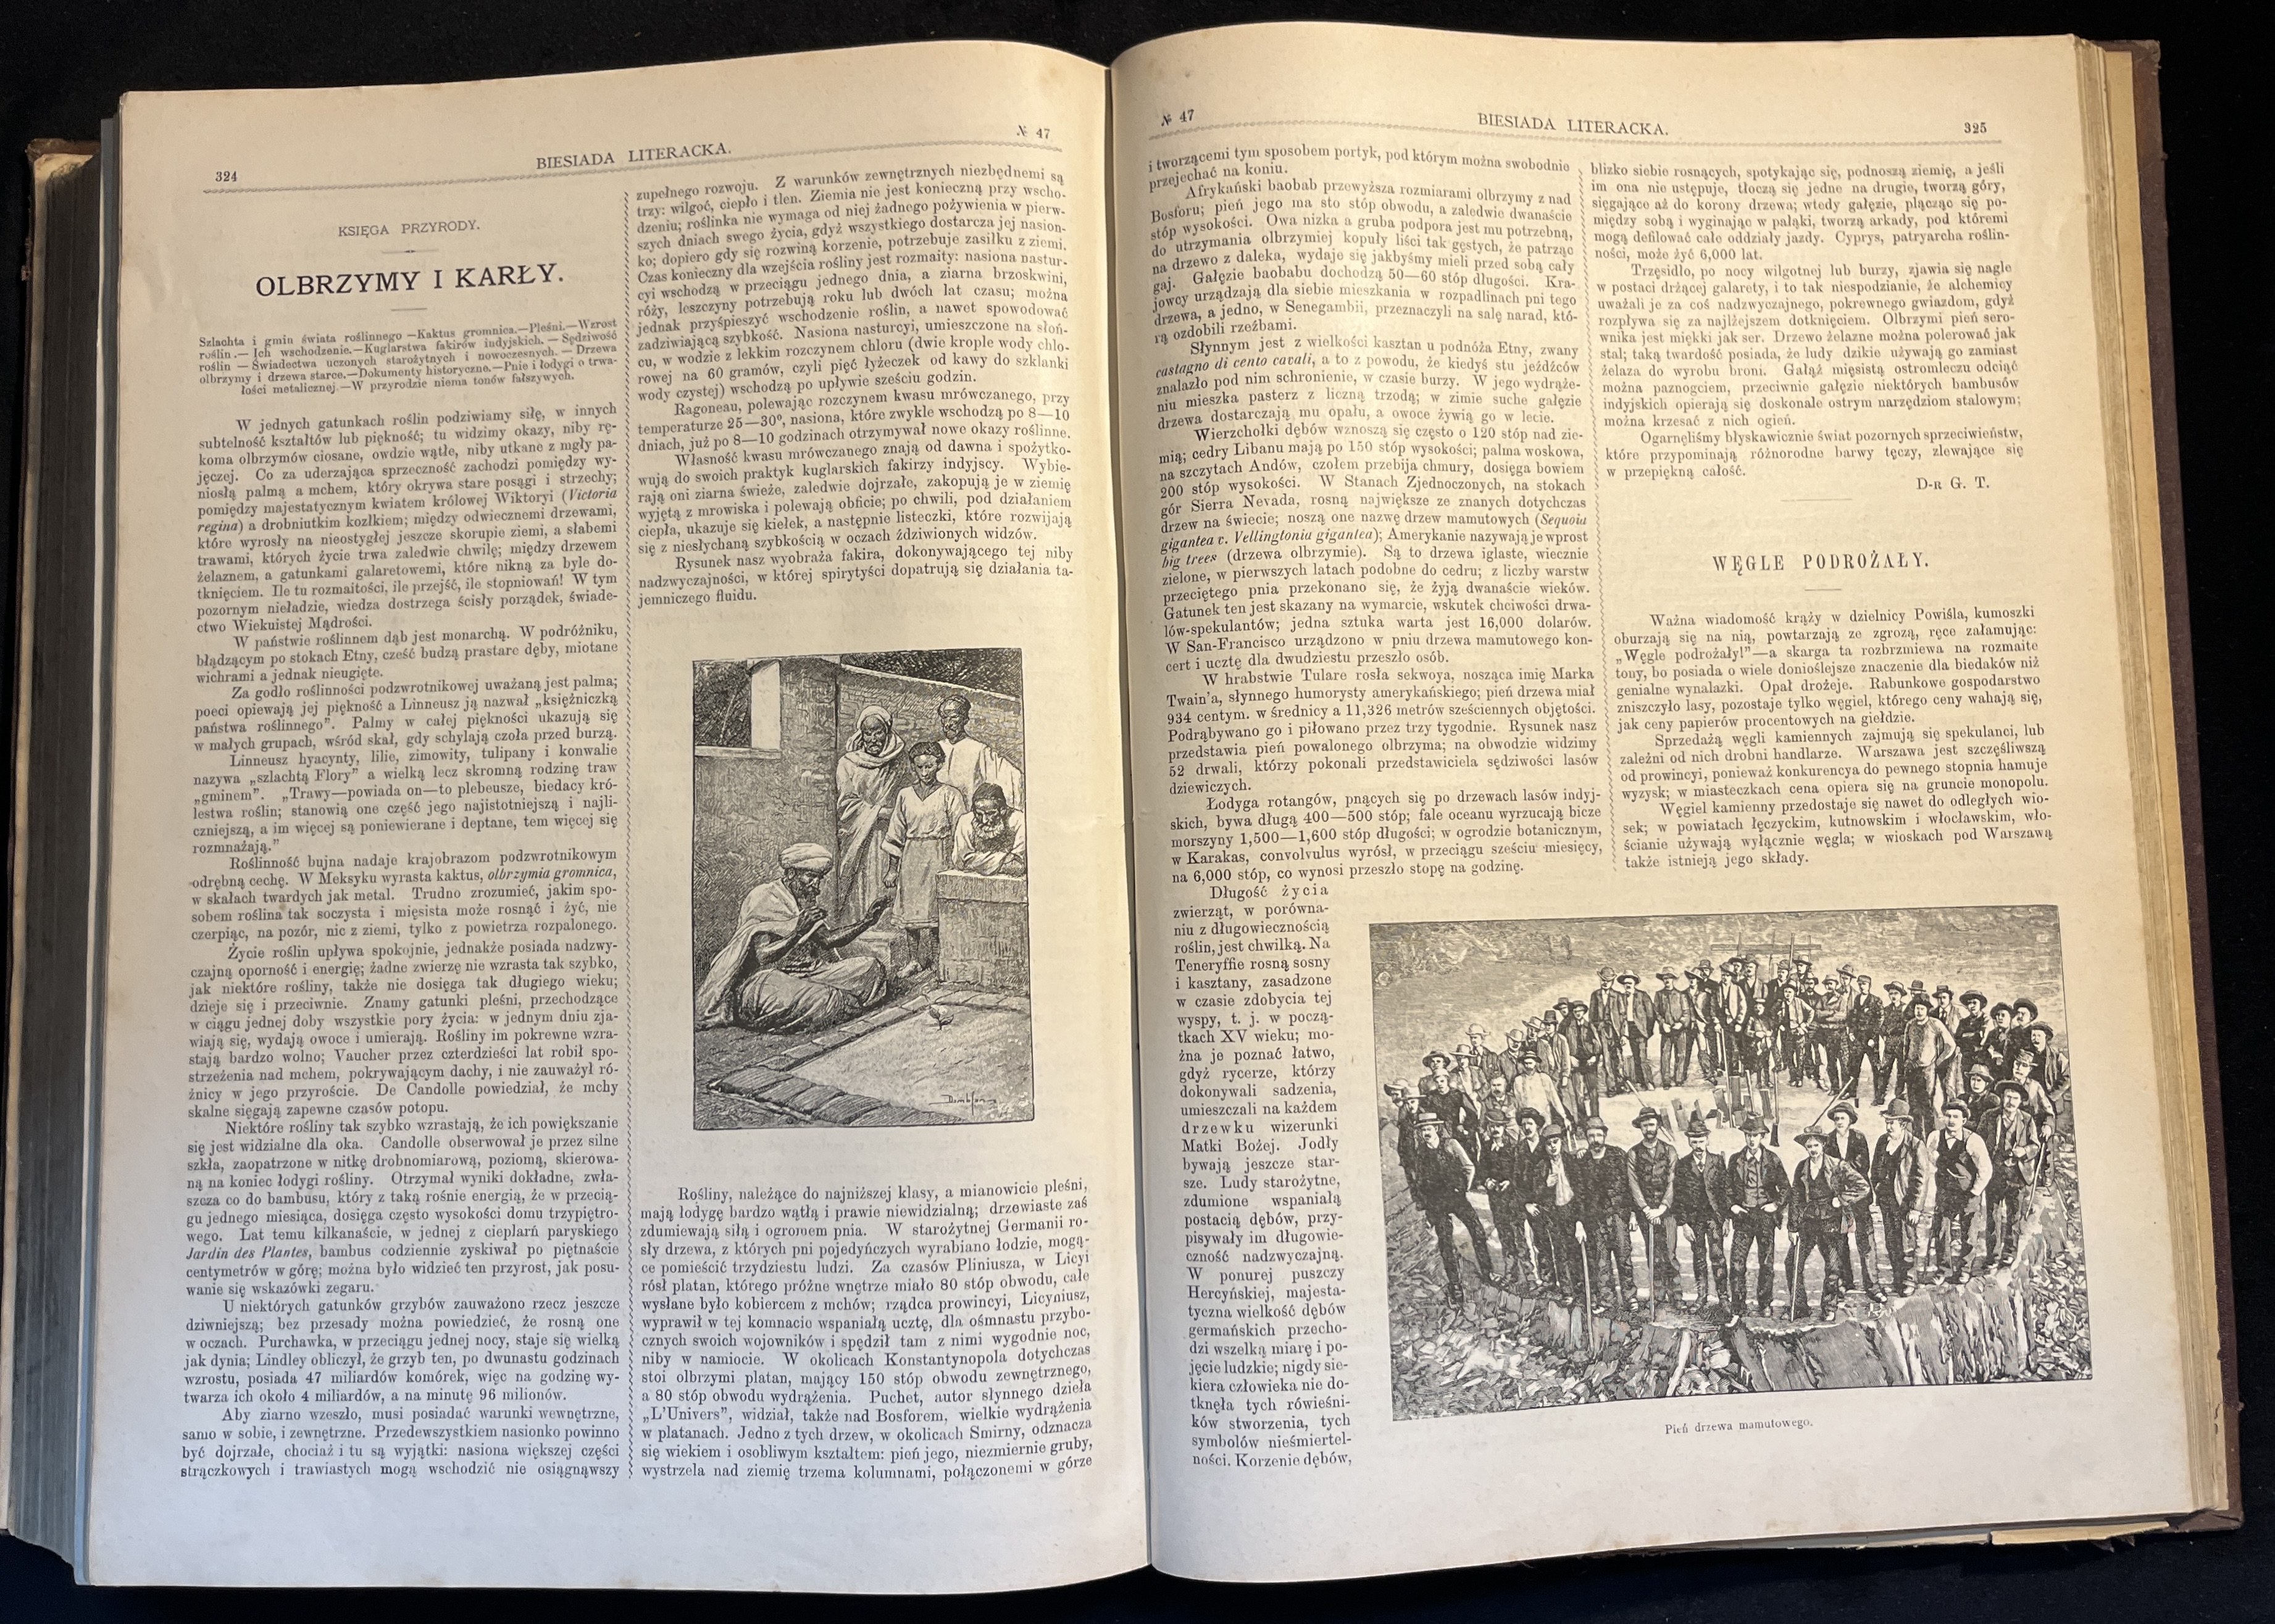 324
BIESIADA LITERACKA.
№ 47
KSIĘGA PRZYRODY.
OLBRZYMY I KARŁY.
Szlachta i gmin świata roślinnego —Kaktus gromnica.—Pleśni.—Wzrost
roślin.— Ich wschodzenie.—Kuglarstwa fakirów indyjskich. — Sędziwość
roślin — Świadectwa uczonych starożytnych i nowoczesnych. — Drzewa
olbrzymy i drzewa starce.—Dokumenty historyczne.—Pnie i łodygi o trwa-
łości metalicznej.—W przyrodzie niema tonów fałszywych.
W jednych gatunkach roślin podziwiamy siłę, w innych
subtelność kształtów lub piękność; tu widzimy okazy, niby rę-
koma olbrzymów ciosane, owdzie wątłe, niby utkane z mgły pa-
jęczej. Co za uderzająca sprzeczność zachodzi pomiędzy wy-
niosłą palmą a mchem, który okrywa stare posągi i strzechy;
pomiędzy majestatycznym kwiatem królowej Wiktoryi (Victoria
regina) a drobniutkim kozłkiem; między odwiecznemi drzewami,
które wyrosły na nieostygłej jeszcze skorupie ziemi, a słabemi
trawami, których życie trwa zaledwie chwilę; między drzewem
żelaznem, a gatunkami galaretowemi, które nikną za byle do-
tknięciem. Ile tu rozmaitości, ile przejść, ile stopniowań! W tym
pozornym nieładzie, wiedza dostrzega ścisły porządek, świade-
ctwo Wiekuistej Mądrości.
W państwie roślinnem dąb jest monarchą. W podróżniku,
błądzącym po stokach Etny, cześć budzą prastare dęby, miotane
wichrami a jednak nieugięte.
Za godło roślinności podzwrotnikowej uważaną jest palma;
poeci opiewają jej piękność a Linneusz ją nazwał „księżniczką
państwa roślinnego”. Palmy w całej piękności ukazują się
w małych grupach, wśród skał, gdy schylają czoła przed burzą.
Linneusz hyacynty, lilie, zimowity, tulipany i konwalie
nazywa „szlachtą Flory” a wielką lecz skromną rodzinę traw
„gminem”. „Trawy—powiada on—to plebeusze, biedacy kró-
lestwa roślin; stanowią one część jego najistotniejszą i najli-
czniejszą, a im więcej są poniewierane i deptane, tem więcej się
rozmnażają.”
Roślinność bujna nadaje krajobrazom podzwrotnikowym
odrębną cechę. W Meksyku wyrasta kaktus, olbrzymia gromnica,
w skałach twardych jak metal. Trudno zrozumieć, jakim spo-
sobem roślina tak soczysta i mięsista może rosnąć i żyć, nie
czerpiąc, na pozór, nic z ziemi, tylko z powietrza rozpalonego.
Życie roślin upływa spokojnie, jednakże posiada nadzwy-
czajną oporność i energię; żadne zwierzę nie wzrasta tak szybko,
jak niektóre rośliny, także nie dosięga tak długiego wieku;
dzieje się i przeciwnie. Znamy gatunki pleśni, przechodzące
w ciągu jednej doby wszystkie pory życia: w jednym dniu zja-
wiają się, wydają owoce i umierają. Rośliny im pokrewne wzra-
stają bardzo wolno; Vaucher przez czterdzieści lat robił spo-
strzeżenia nad mchem, pokrywającym dachy, i nie zauważył ró-
żnicy w jego przyroście. De Candolle powiedział, że mchy
skalne sięgają zapewne czasów potopu.
Niektóre rośliny tak szybko wzrastają, że ich powiększanie
się jest widzialne dla oka. Candolle obserwował je przez silne
szkła, zaopatrzone w nitkę drobnomiarową, poziomą, skierowa-
ną na koniec łodygi rośliny. Otrzymał wyniki dokładne, zwła-
szcza co do bambusu, który z taką rośnie energią, że w przecią-
gu jednego miesiąca, dosięga często wysokości domu trzypiętro-
wego. Lat temu kilkanaście, w jednej z cieplarń paryskiego
Jardin des Plantes, bambus codziennie zyskiwał po piętnaście
centymetrów w górę; można było widzieć ten przyrost, jak posu-
wanie się wskazówki zegaru.
U niektórych gatunków grzybów zauważono rzecz jeszcze
dziwniejszą; bez przesady można powiedzieć, że rosną one
w oczach. Purchawka, w przeciągu jednej nocy, staje się wielką
jak dynia; Lindley obliczył, że grzyb ten, po dwunastu godzinach
wzrostu, posiada 47 miliardów komórek, więc na godzinę wy-
twarza ich około 4 miliardów, a na minutę 96 milionów.
Aby ziarno wzeszło, musi posiadać warunki wewnętrzne,
samo w sobie, i zewnętrzne. Przedewszystkiem nasionko powinno
być dojrzałe, chociaż i tu są wyjątki: nasiona większej części
strączkowych i trawiastych mogą wschodzić nie osiągnąwszy
zupełnego rozwoju. Z warunków zewnętrznych niezbędnemi są
trzy: wilgoć, ciepło i tlen. Ziemia nie jest konieczną przy wscho-
dzeniu; roślinka nie wymaga od niej żadnego pożywienia w pierw-
szych dniach swego życia, gdyż wszystkiego dostarcza jej nasion-
ko; dopiero gdy się rozwiną korzenie, potrzebuje zasiłku z ziemi.
Czas konieczny dla wzejścia rośliny jest rozmaity: nasiona nastur-
cyi wschodzą w przeciągu jednego dnia, a ziarna brzoskwini,
róży, leszczyny potrzebują roku lub dwóch lat czasu; można
jednak przyśpieszyć wschodzenie roślin, a nawet spowodować
zadziwiającą szybkość. Nasiona nasturcyi, umieszczone na słoń-
cu, w wodzie z lekkim rozczynem chloru (dwie krople wody chlo-
rowej na 60 gramów, czyli pięć łyżeczek od kawy do szklanki
wody czystej) wschodzą po upływie sześciu godzin.
Ragoneau, polewając rozczynem kwasu mrówczanego, przy
temperaturze 25—30°, nasiona, które zwykle wschodzą po 8—10
dniach, już po 8—10 godzinach otrzymywał nowe okazy roślinne.
Własność kwasu mrówczanego znają od dawna i spożytko-
wują do swoich praktyk kuglarskich fakirzy indyjscy. Wybie-
rają oni ziarna świeże, zaledwie dojrzałe, zakopują je w ziemię
wyjętą z mrowiska i polewają obficie; po chwili, pod działaniem
ciepła, ukazuje się kiełek, a następnie listeczki, które rozwijają
się z niesłychaną szybkością w oczach zdziwionych widzów.
Rysunek nasz wyobraża fakira, dokonywającego tej niby
nadzwyczajności, w której spirytyści dopatrują się działania ta-
jemniczego fluidu.
Rośliny, należące do najniższej klasy, a mianowicie pleśni,
mają łodygę bardzo wątłą i prawie niewidzialną; drzewiaste zaś
zdumiewają siłą i ogromem pnia. W starożytnej Germanii ro-
sły drzewa, z których pni pojedyńczych wyrabiano łodzie, mogą-
ce pomieścić trzydziestu ludzi. Za czasów Pliniusza, w Licyi
rósł platan, którego próżne wnętrze miało 80 stóp obwodu, całe
wysłane było kobiercem z mchów; rządca prowincyi, Licyniusz,
wyprawił w tej komnacie wspaniałą ucztę, dla ośmnastu przybo-
cznych swoich wojowników i spędził tam z nimi wygodnie noc,
niby w namiocie. W okolicach Konstantynopola dotychczas
stoi olbrzymi platan, mający 150 stóp obwodu zewnętrznego,
a 80 stóp obwodu wydrążenia. Puchet, autor słynnego dzieła
„L’Univers”, widział, także nad Bosforem, wielkie wydrążenia
w platanach. Jedno z tych drzew, w okolicach Smirny, odznacza
się wiekiem i osobliwym kształtem: pień jego, niezmiernie gruby,
wystrzela nad ziemię trzema kolumnami, połączonemi w górze
№ 47
BIESIADA LITERACKA.
325
i tworzącemi tym sposobem portyk, pod którym można swobodnie
przejechać na koniu.
Afrykański baobab przewyższa rozmiarami olbrzymy z nad
Bosforu; pień jego ma sto stóp obwodu, a zaledwie dwanaście
stóp wysokości. Owa nizka a gruba podpora jest mu potrzebną,
do utrzymania olbrzymiej kopuły liści tak gęstych, że patrząc
na drzewo z daleka, wydaje się jakbyśmy mieli przed sobą cały
gaj. Gałęzie baobabu dochodzą 50—60 stóp długości. Kra-
jowcy urządzają dla siebie mieszkania w rozpadlinach pni tego
drzewa, a jedno, w Senegambii, przeznaczyli na salę narad, któ-
rą ozdobili rzeźbami.
Słynnym jest z wielkości kasztan u podnóża Etny, zwany
castagno di cento cavali, a to z powodu, że kiedyś stu jeźdźców
znalazło pod nim schronienie, w czasie burzy. W jego wydrąże-
niu mieszka pasterz z liczną trzodą; w zimie suche gałęzie
drzewa dostarczają mu opału, a owoce żywią go w lecie.
Wierzchołki dębów wznoszą się często o 120 stóp nad zie-
mią; cedry Libanu mają po 150 stóp wysokości; palma woskowa,
na szczytach Andów, czołem przebija chmury, dosięga bowiem
200 stóp wysokości. W Stanach Zjednoczonych, na stokach
gór Sierra Nevada, rosną największe ze znanych dotychczas
drzew na świecie; noszą one nazwę drzew mamutowych (Sequoia
gigantea v. Vellingtonia gigantea); Amerykanie nazywają je wprost
big trees (drzewa olbrzymie). Są to drzewa iglaste, wiecznie
zielone, w pierwszych latach podobne do cedru; z liczby warstw
przeciętego pnia przekonano się, że żyją dwanaście wieków.
Gatunek ten jest skazany na wymarcie, wskutek chciwości drwa-
lów-spekulantów; jedna sztuka warta jest 16,000 dolarów.
W San-Francisco urządzono w pniu drzewa mamutowego kon-
cert i ucztę dla dwudziestu przeszło osób.
W hrabstwie Tulare rosła sekwoya, nosząca imię Marka
Twain’a, słynnego humorysty amerykańskiego; pień drzewa miał
934 centym. w średnicy a 11,326 metrów sześciennych objętości.
Podrąbywano go i piłowano przez trzy tygodnie. Rysunek nasz
przedstawia pień powalonego olbrzyma; na obwodzie widzimy
52 drwali, którzy pokonali przedstawiciela sędziwości lasów
dziewiczych.
Łodyga rotangów, pnących się po drzewach lasów indyj-
skich, bywa długą 400—500 stóp; fale oceanu wyrzucają bicze
morszyny 1,500—1,600 stóp długości; w ogrodzie botanicznym,
w Karakas, convolvulus wyrósł, w przeciągu sześciu miesięcy,
na 6,000 stóp, co wynosi przeszło stopę na godzinę.
Długość życia
zwierząt, w porówna-
niu z długowiecznością
roślin, jest chwilką. Na
Teneryffie rosną sosny
i kasztany, zasadzone
w czasie zdobycia tej
wyspy, t. j. w począ-
tkach XV wieku; mo-
żna je poznać łatwo,
gdyż rycerze, którzy
dokonywali sadzenia,
umieszczali na każdem
drzewku wizerunki
Matki Bożej. Jodły
bywają jeszcze star-
sze. Ludy starożytne,
zdumione wspaniałą
postacią dębów, przy-
pisywały im długowie-
czność nadzwyczajną.
W ponurej puszczy
Hercyńskiej, majesta-
tyczna wielkość dębów
germańskich przecho-
dzi wszelką miarę i po-
jęcie ludzkie; nigdy sie-
kiera człowieka nie do-
tknęła tych rówieśni-
ków stworzenia, tych
symbolów nieśmiertel-
ności. Korzenie dębów,
blizko siebie rosnących, spotykając się, podnoszą ziemię, a jeśli
im ona nie ustępuje, tłoczą się jedne na drugie, tworzą góry,
sięgające aż do korony drzewa; wtedy gałęzie, plącząc się po-
między sobą i wyginając w pałąki, tworzą arkady, pod któremi
mogą defilować całe oddziały jazdy. Cyprys, patryarcha roślin-
ności, może żyć 6,000 lat.
Trzęsidło, po nocy wilgotnej lub burzy, zjawia się nagle
w postaci drżącej galarety, i to tak niespodzianie, że alchemicy
uważali je za coś nadzwyczajnego, pokrewnego gwiazdom, gdyż
rozpływa się za najlżejszem dotknięciem. Olbrzymi pień sero-
wnika jest miękki jak ser. Drzewo żelazne można polerować jak
stal; taką twardość posiada, że ludy dzikie używają go zamiast
żelaza do wyrobu broni. Gałąź mięsistą ostromleczu odciąć
można paznogciem, przeciwnie gałęzie niektórych bambusów
indyjskich opierają się doskonale ostrym narzędziom stalowym;
można krzesać z nich ogień.
Ogarnęliśmy błyskawicznie świat pozornych sprzeciwieństw,
które przypominają różnorodne barwy tęczy, zlewające się
w przepiękną całość.
D-r G. T.
WĘGLE PODROŻAŁY.
Ważna wiadomość krąży w dzielnicy Powiśla, kumoszki
oburzają się na nią, powtarzają ze zgrozą, ręce załamując:
„Węgle podrożały!”—a skarga ta rozbrzmiewa na rozmaite
tony, bo posiada o wiele donioślejsze znaczenie dla biedaków niż
genialne wynalazki. Opał drożeje. Rabunkowe gospodarstwo
zniszczyło lasy, pozostaje tylko węgiel, którego ceny wahają się,
jak ceny papierów procentowych na giełdzie.
Sprzedażą węgli kamiennych zajmują się spekulanci, lub
zależni od nich drobni handlarze. Warszawa jest szczęśliwszą
od prowincyi, ponieważ konkurencya do pewnego stopnia hamuje
wyzysk; w miasteczkach cena opiera się na gruncie monopolu.
Węgiel kamienny przedostaje się nawet do odległych wio-
sek; w powiatach łęczyckim, kutnowskim i włocławskim, wło-
ścianie używają wyłącznie węgla; w wioskach pod Warszawą
także istnieją jego składy.
Pień drzewa mamutowego.